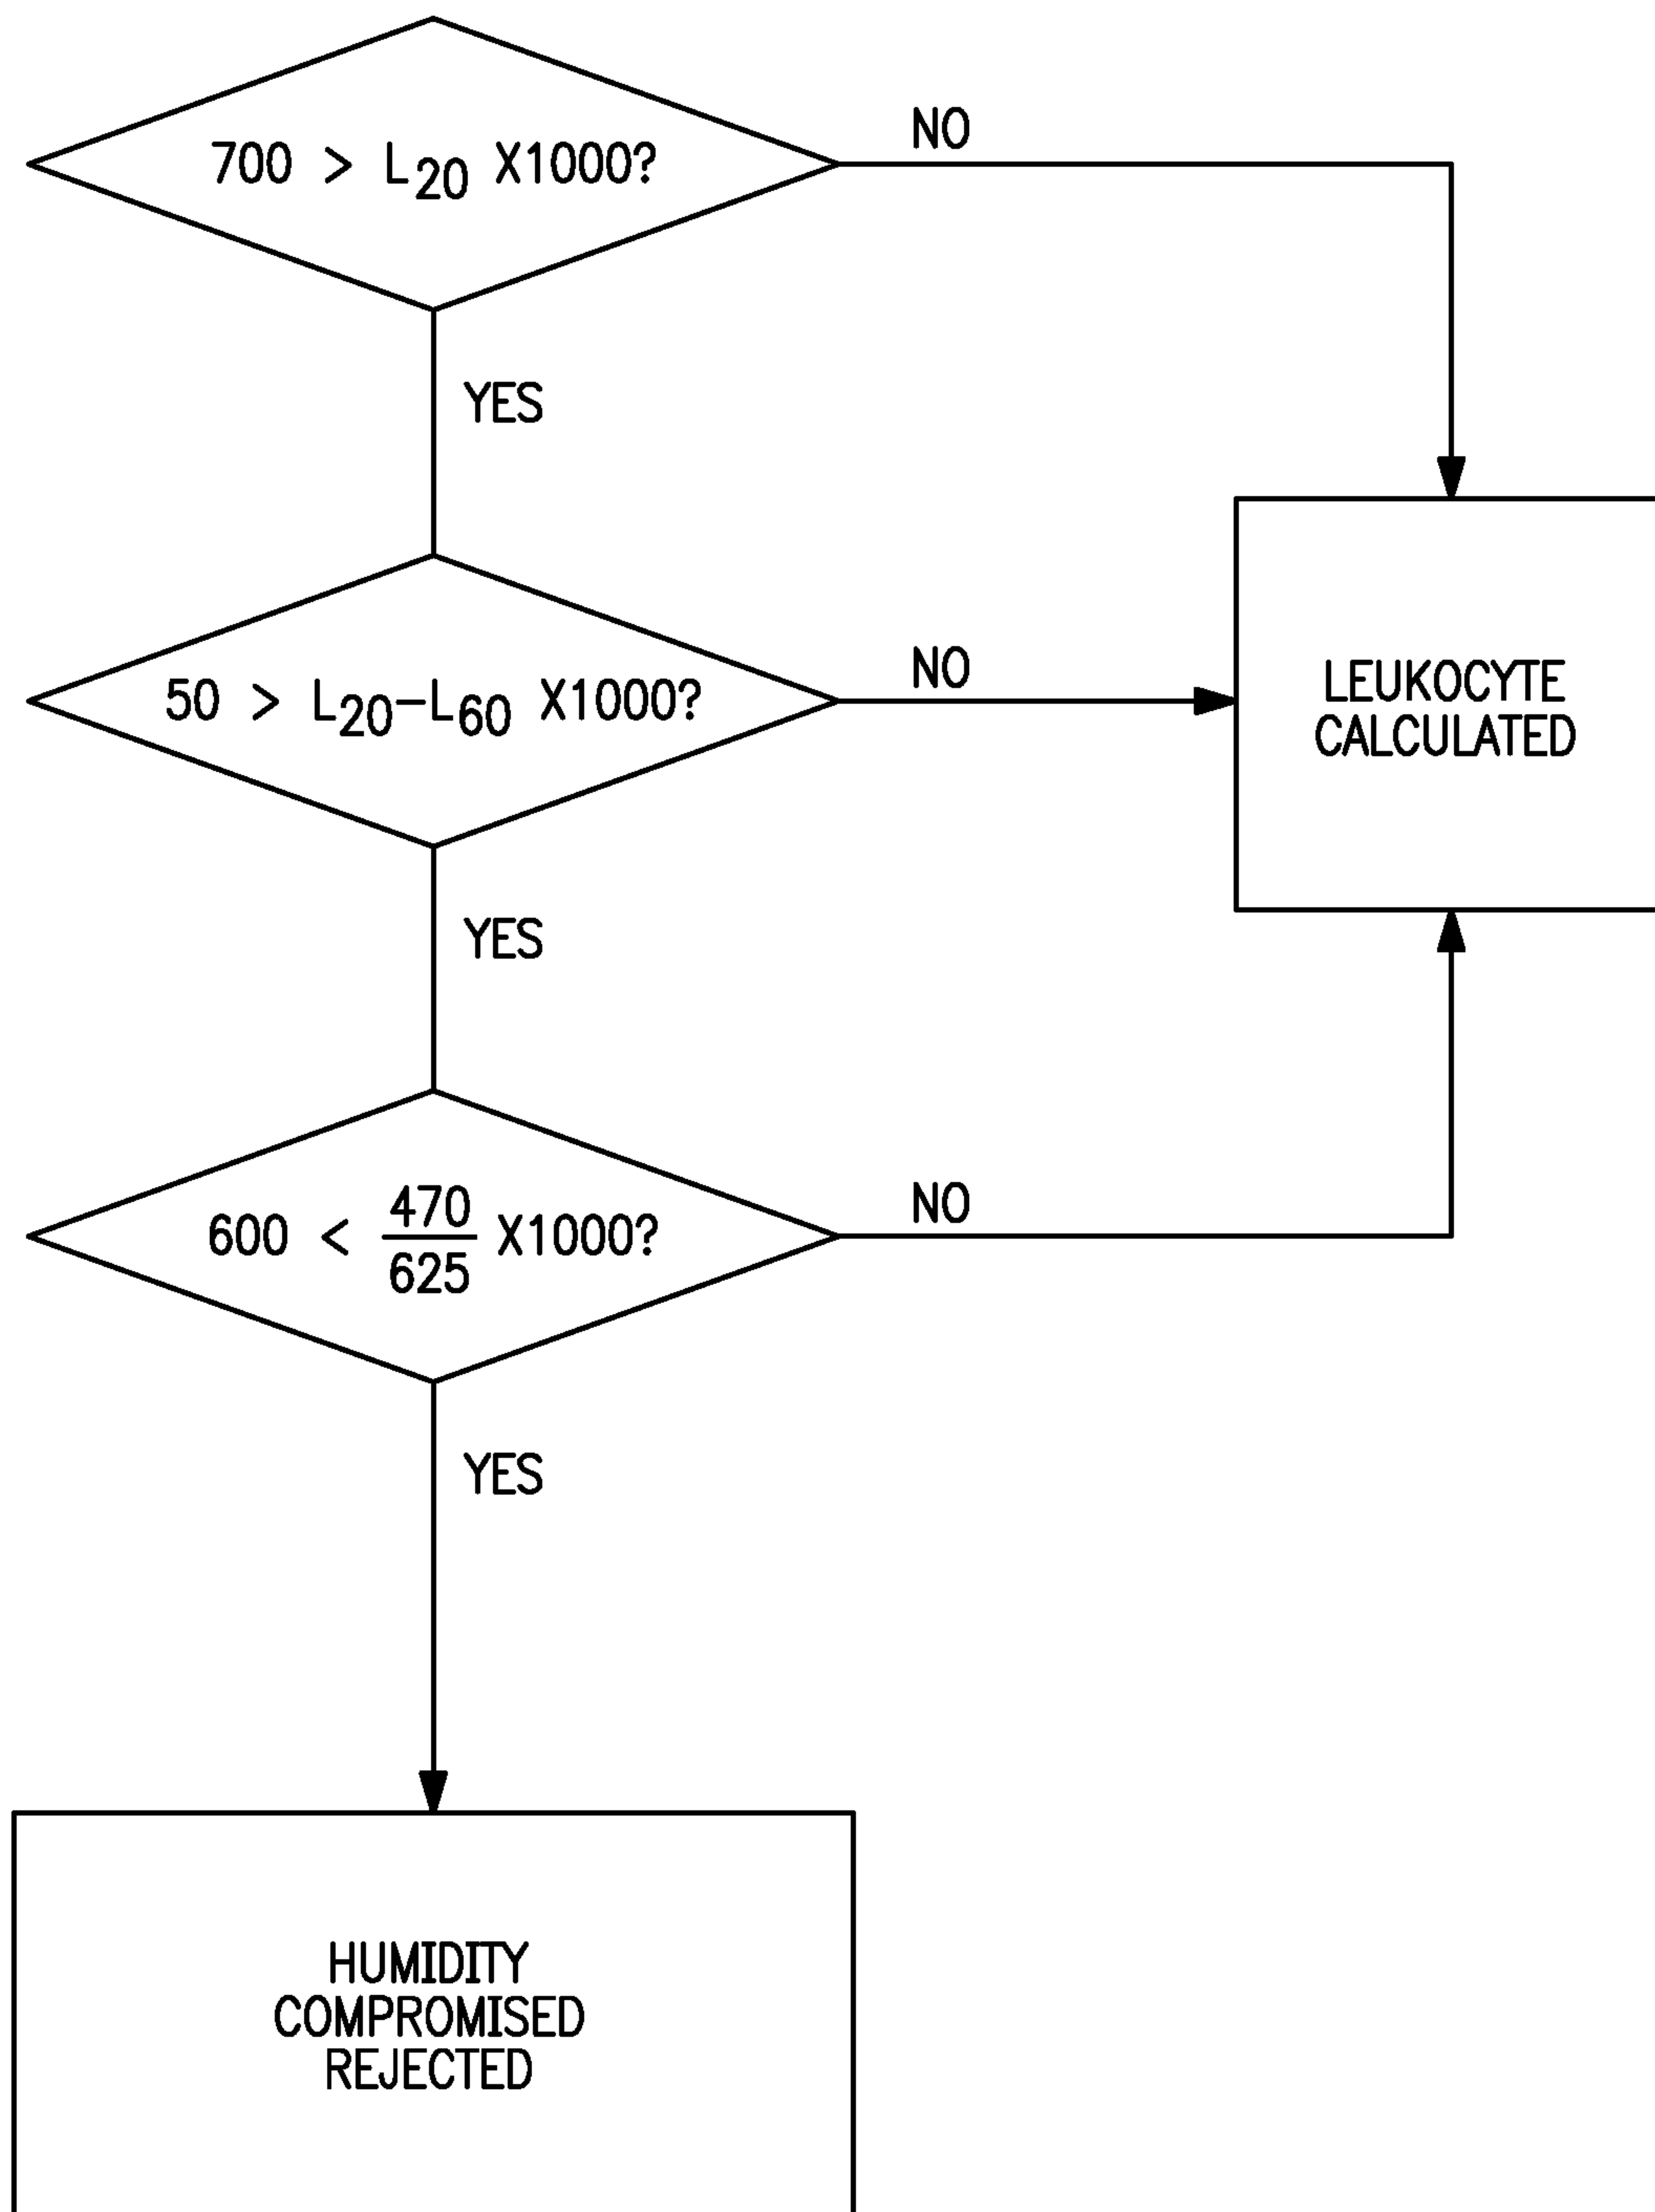 700 > L20 X1000?
NO
YES
50 > L20-L60 X1000?
NO
LEUKOCYTE
CALCULATED
YES
600 < 470/625 X1000?
NO
YES
HUMIDITY
COMPROMISED
REJECTED